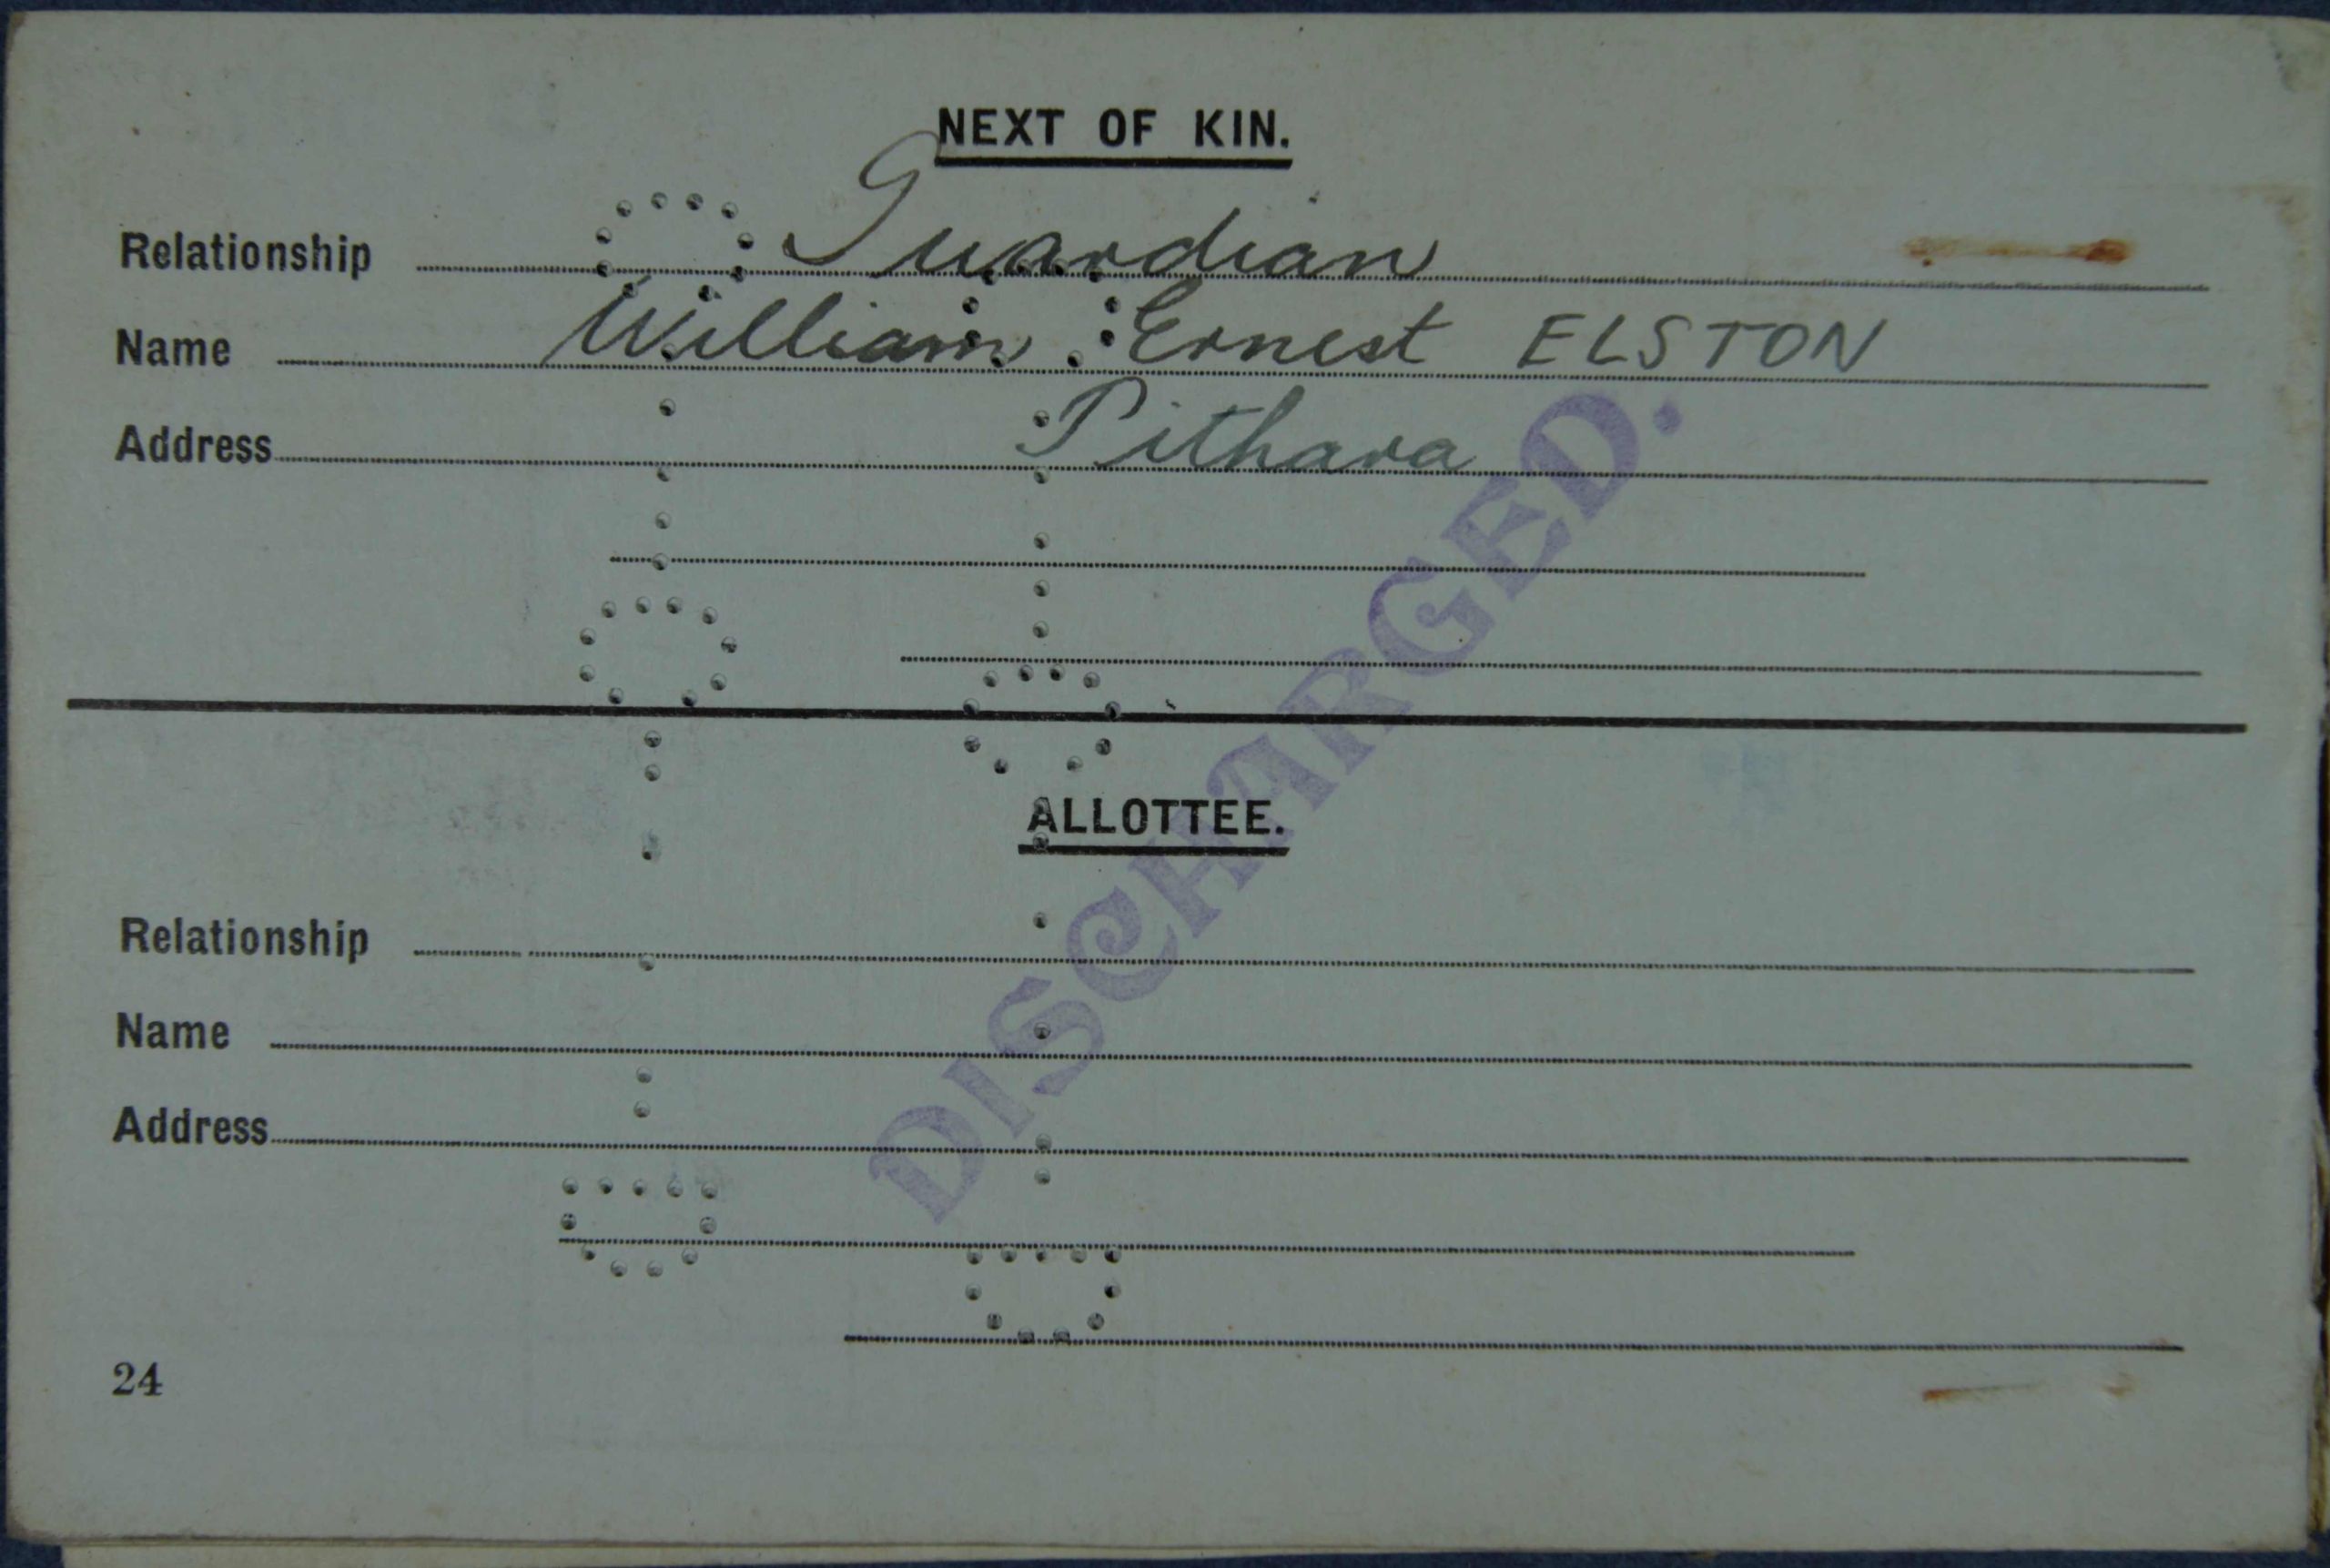 NEXT OF KIN.
Relationship Guardian
Name William Ernest ELSTON
Address Pithara
DISCHARGED.
ALLOTTEE.
Relationship
Name
Address
24